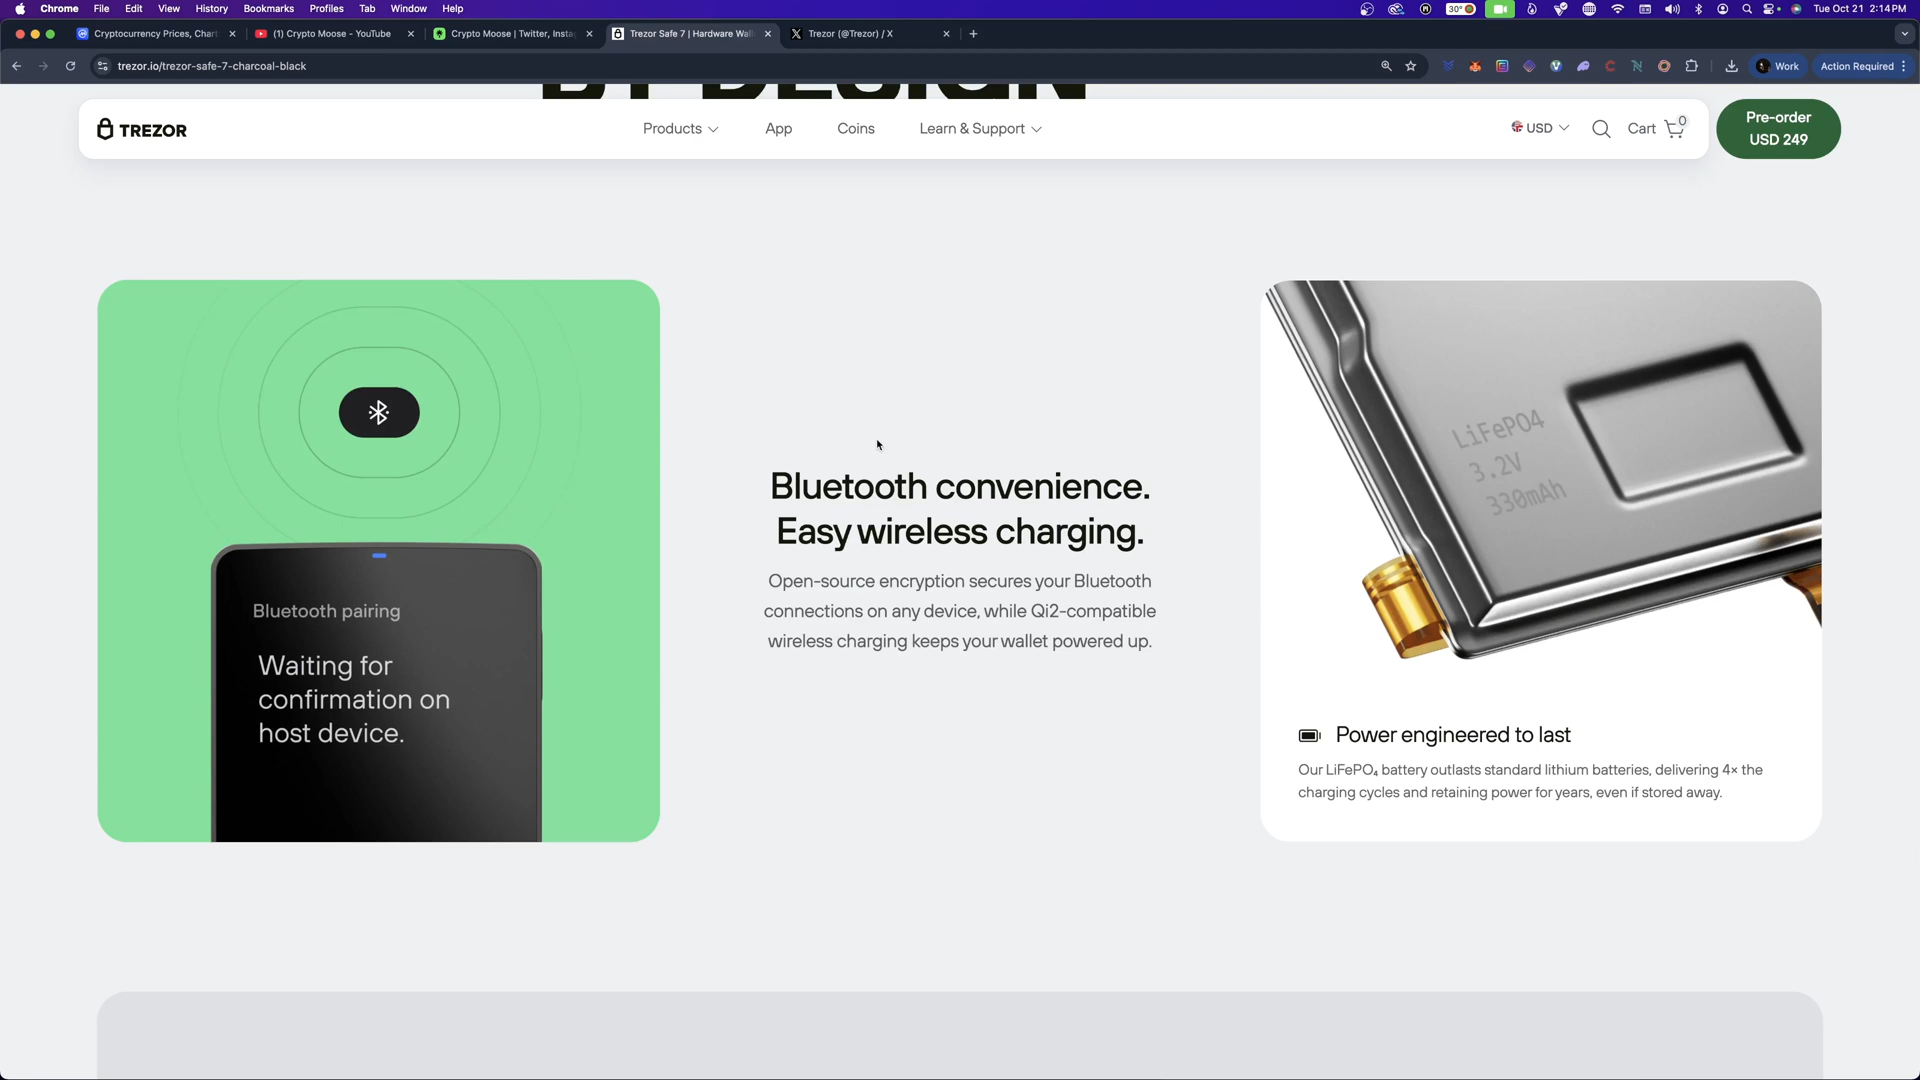 Chrome File Edit View History Bookmarks Profiles Tab Window Help
30° Tue Oct 21 2:14PM
Cryptocurrency Prices, Chart
(1) Crypto Moose - YouTube
Crypto Moose | Twitter, Insta
Trezor Safe 7 | Hardware Wall
Trezor (@Trezor) / X
trezor.io/trezor-safe-7-charcoal-black
Work
Action Required
BY DESIGN
TREZOR
Products
App
Coins
Learn & Support
USD
Cart 0
Pre-order
USD 249
Bluetooth pairing
Waiting for
confirmation on
host device.
Bluetooth convenience.
Easy wireless charging.
Open-source encryption secures your Bluetooth
connections on any device, while Qi2-compatible
wireless charging keeps your wallet powered up.
LiFePO4
3.2V
330mAh
Power engineered to last
Our LiFePO₄ battery outlasts standard lithium batteries, delivering 4× the
charging cycles and retaining power for years, even if stored away.